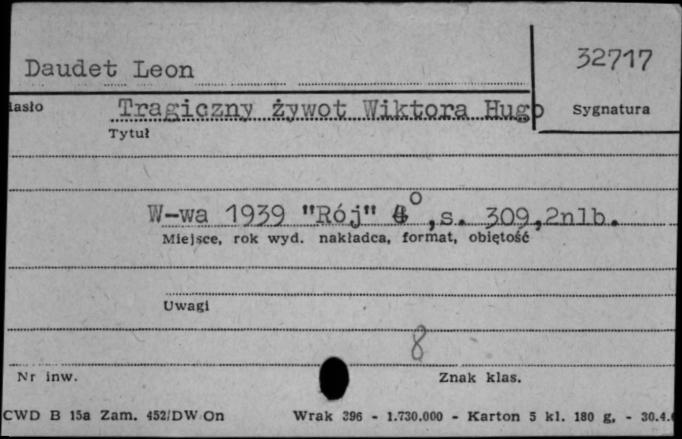 Daudet Leon
32717
asło
Tragiczny żywot Wiktora Hugo
Sygnatura
Tytuł
W-wa 1939 "Rój" 4°, s. 309, 2nlb.
Miejsce, rok wyd. nakładca, format, objętość
Uwagi
8
Nr inw.
Znak klas.
CWD B 15a Zam. 452/DW On
Wrak 396 - 1.730.000 - Karton 5 kl. 180 g, - 30.4.